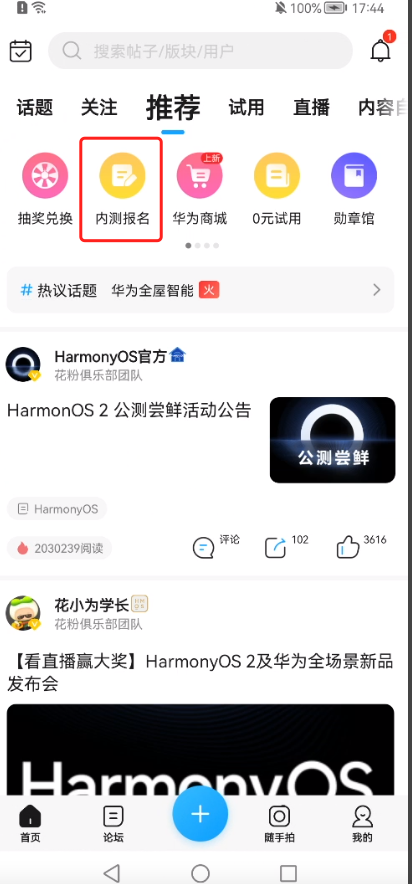 100% 17:44
搜索帖子/版块/用户
1
话题 关注 推荐 试用 直播 内容自
上新
抽奖兑换 内测报名 华为商城 0元试用 勋章馆
# 热议话题 华为全屋智能 火
HarmonyOS官方
花粉俱乐部团队
HarmonOS 2 公测尝鲜活动公告
公测尝鲜
HarmonyOS
2030239阅读 评论 102 3616
花小为学长
花粉俱乐部团队
【看直播赢大奖】HarmonyOS 2及华为全场景新品
发布会
HarmonyOS
首页 论坛 随手拍 我的